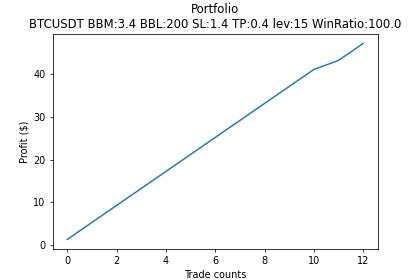 Portfolio
BTCUSDT BBM:3.4 BBL:200 SL:1.4 TP:0.4 lev:15 WinRatio:100.0
40
30
20
10
0
Profit ($)
0 2 4 6 8 10 12
Trade counts